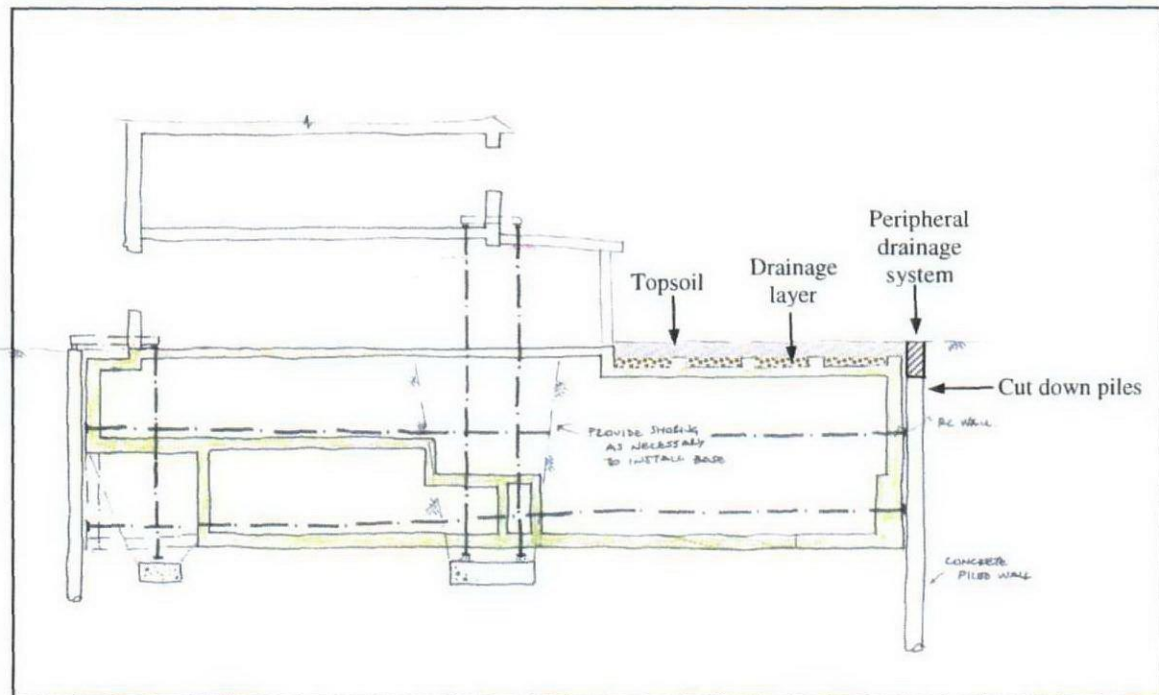 Peripheral
drainage
system
Topsoil
Drainage
layer
Cut down piles
RC WALL
PROVIDE SHORING
AS NECESSARY
TO INSTALL BASE
CONCRETE
PILED WALL